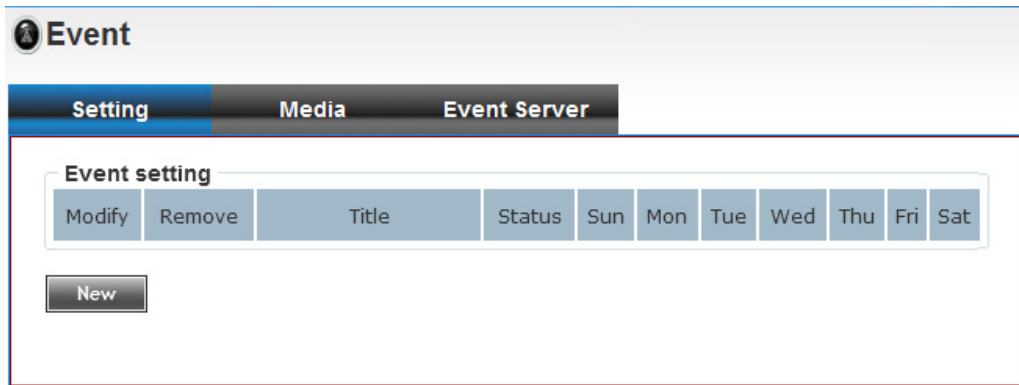 Event
Setting Media Event Server
Event setting
Modify Remove Title Status Sun Mon Tue Wed Thu Fri Sat
New